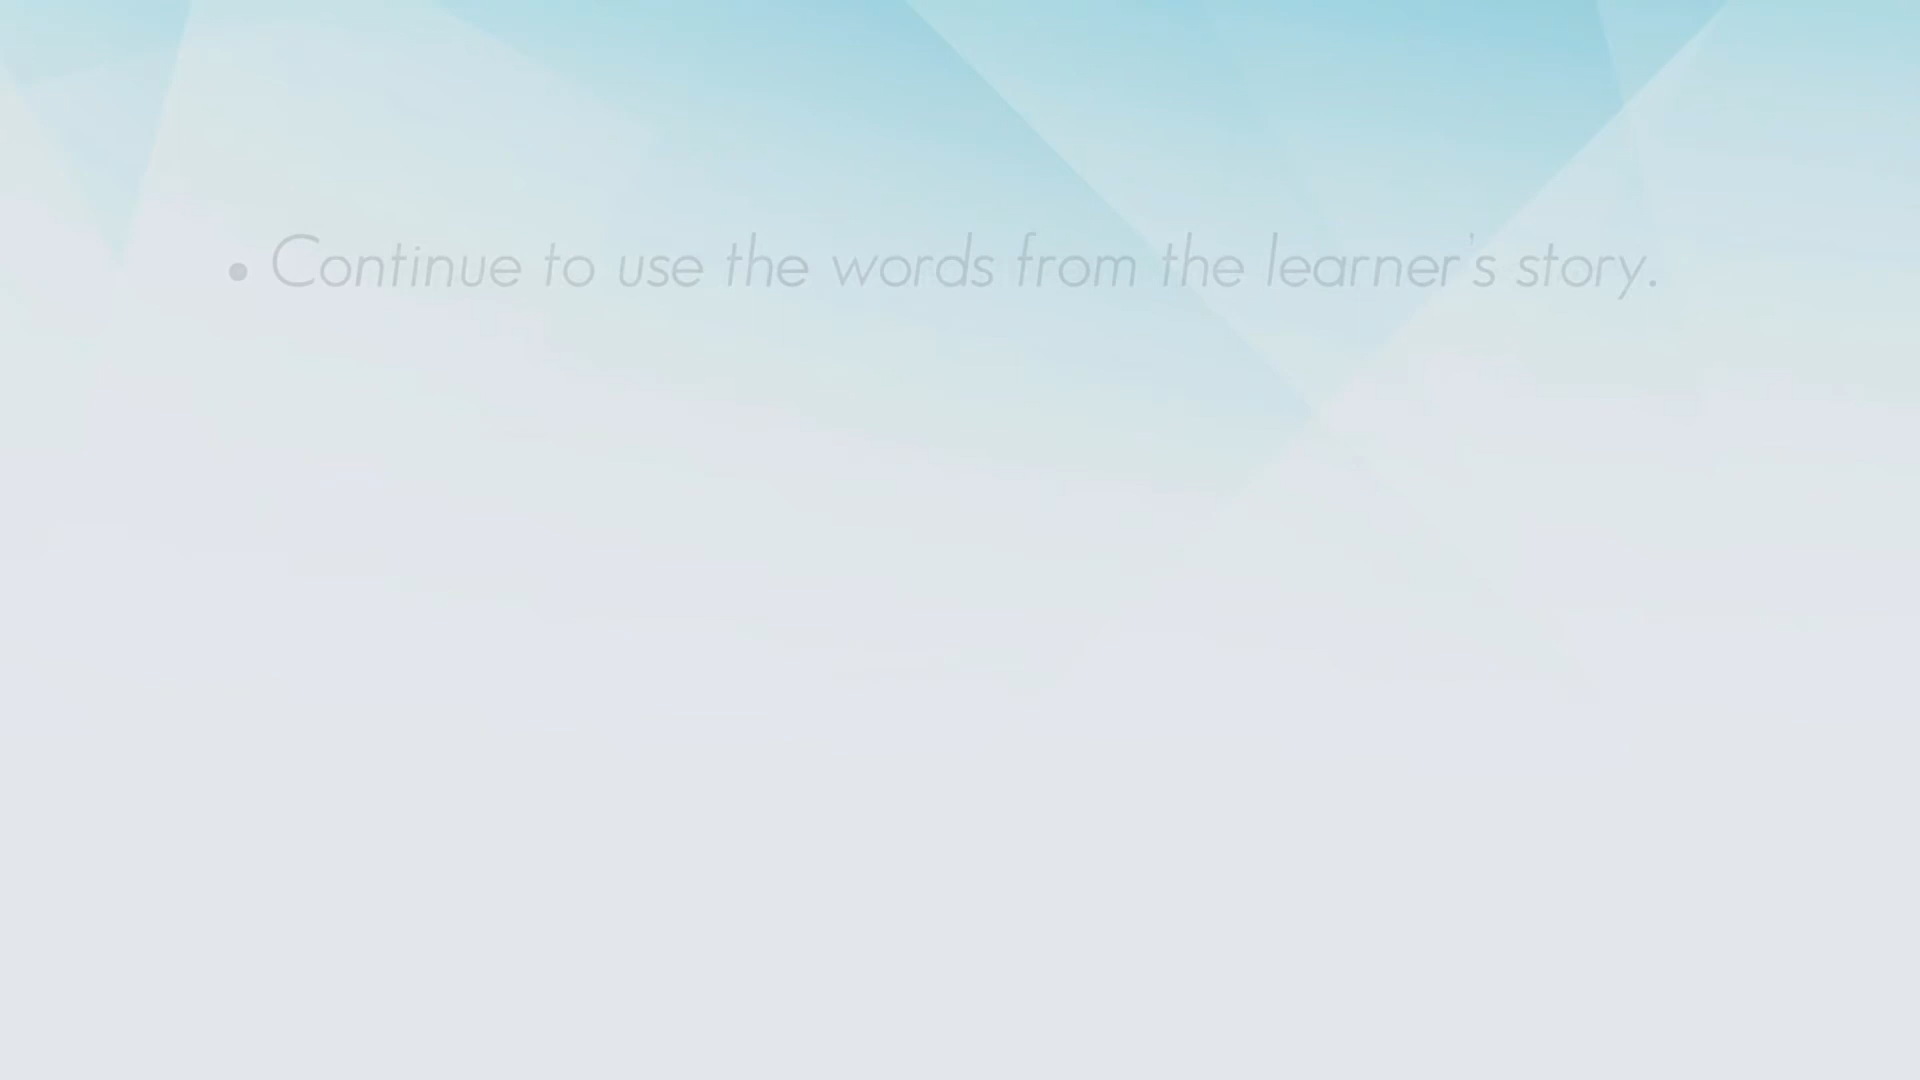 • Continue to use the words from the learner's story.